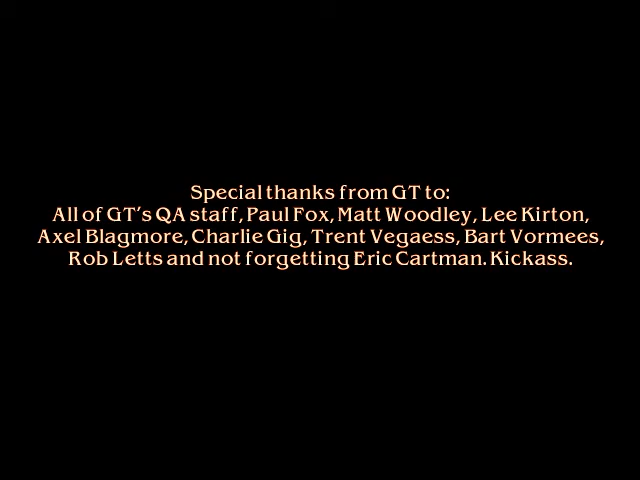 Special thanks from GT to:
All of GT's QA staff, Paul Fox, Matt Woodley, Lee Kirton,
Axel Blagmore, Charlie Gig, Trent Vegaess, Bart Vormees,
Rob Letts and not forgetting Eric Cartman. Kickass.